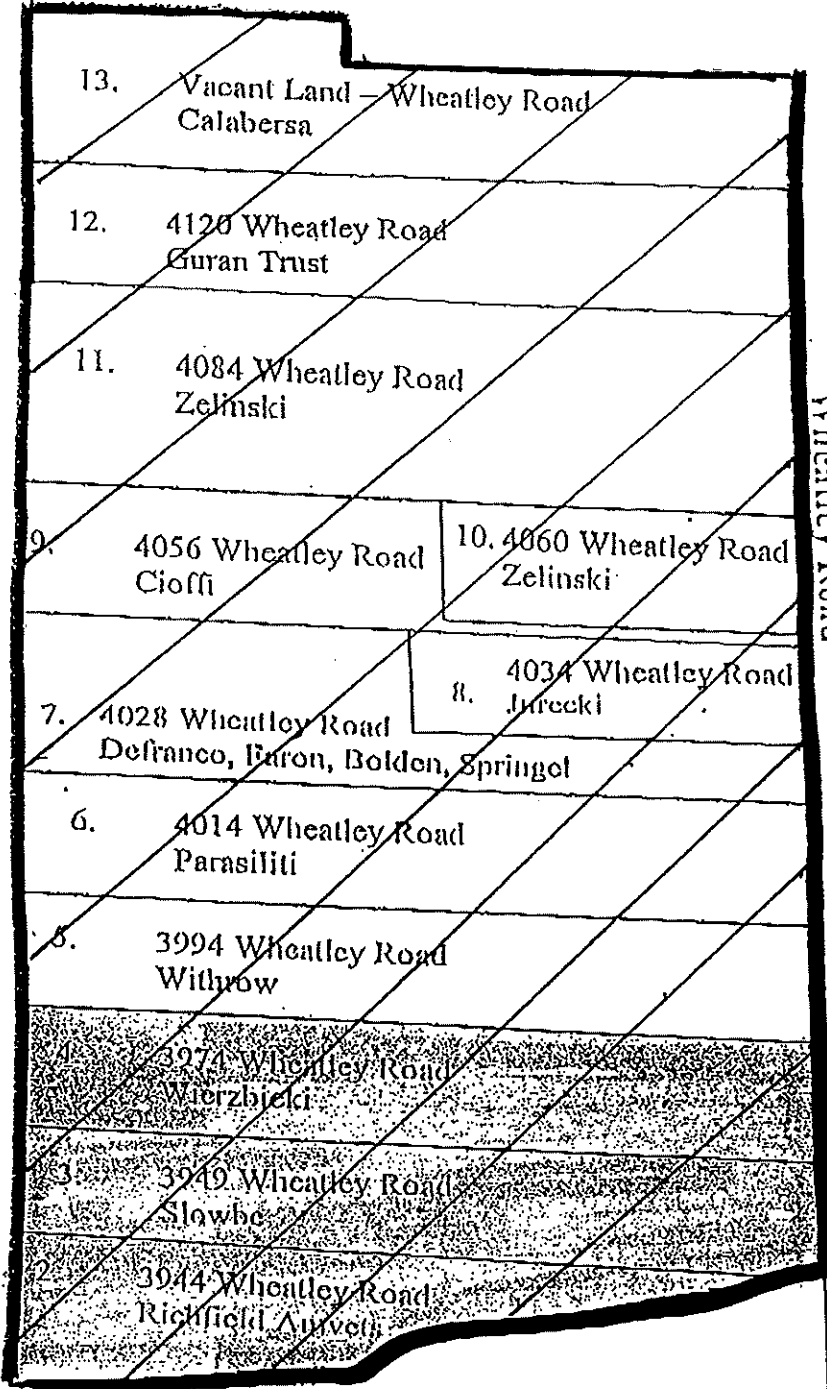 13. Vacant Land – Wheatley Road
Calabersa
12. 4120 Wheatley Road
Guran Trust
11. 4084 Wheatley Road
Zelinski
9. 4056 Wheatley Road
Cioffi
10. 4060 Wheatley Road
Zelinski
8. 4034 Wheatley Road
Jurecki
7. 4028 Wheatley Road
Defranco, Bolden, Springel
6. 4014 Wheatley Road
Parasiliti
5. 3994 Wheatley Road
Withrow
4. 3974 Wheatley Road
Wierzbicki
3. 3949 Wheatley Road
2. 3944 Wheatley Road
Richfield
Wheatley Road